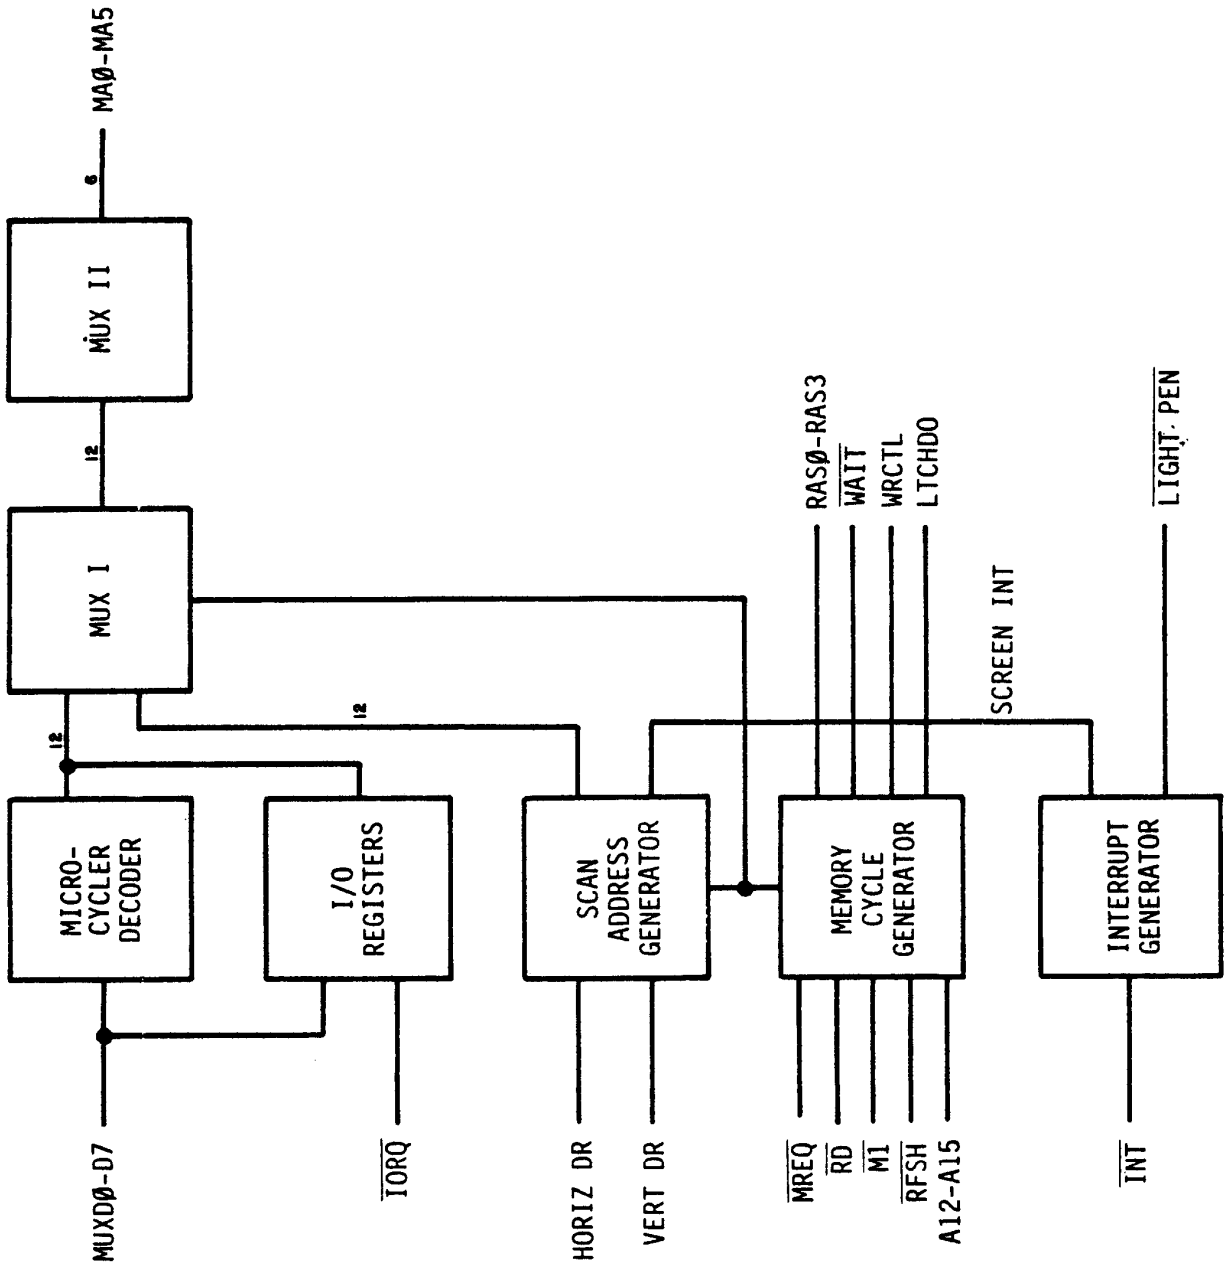 MUXDØ-D7
MICRO-
CYCLER
DECODER
12
MUX I
12
MUX II
6
MAØ-MA5
IORQ
I/O
REGISTERS
12
HORIZ DR
VERT DR
SCAN
ADDRESS
GENERATOR
MREQ
RD
M1
RFSH
A12-A15
MEMORY
CYCLE
GENERATOR
RASØ-RAS3
WAIT
WRCTL
LTCHDO
SCREEN INT
INT
INTERRUPT
GENERATOR
LIGHT PEN